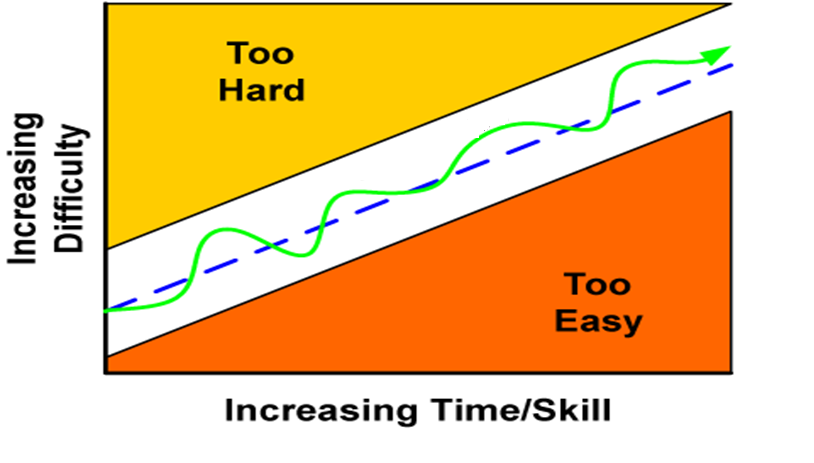 Too
Hard
Increasing
Difficulty
Too
Easy
Increasing Time/Skill